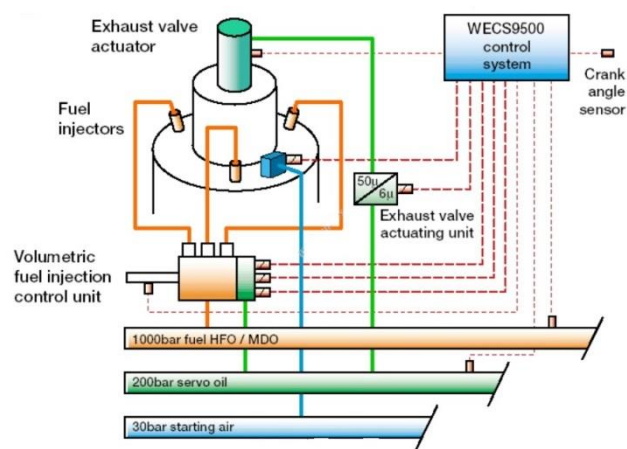 Exhaust valve
actuator
WECS9500
control
system
Crank
angle
sensor
Fuel
injectors
50µ
6µ
Exhaust valve
actuating unit
Volumetric
fuel injection
control unit
1000bar fuel HFO / MDO
200bar servo oil
30bar starting air